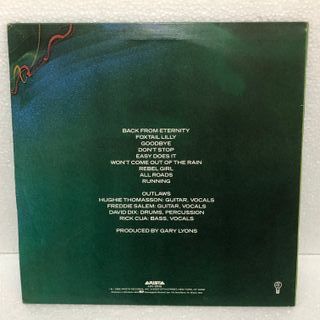 BACK FROM ETERNITY
FOXTAIL LILLY
GOODBYE
DON'T STOP
EASY DOES IT
WON'T COME OUT OF THE RAIN
REBEL GIRL
ALL ROADS
RUNNING
OUTLAWS
HUGHIE THOMASSON: GUITAR, VOCALS
FREDDIE SALEM: GUITAR, VOCALS
DAVID DIX: DRUMS, PERCUSSION
RICK CUA: BASS, VOCALS
PRODUCED BY GARY LYONS
ARISTA